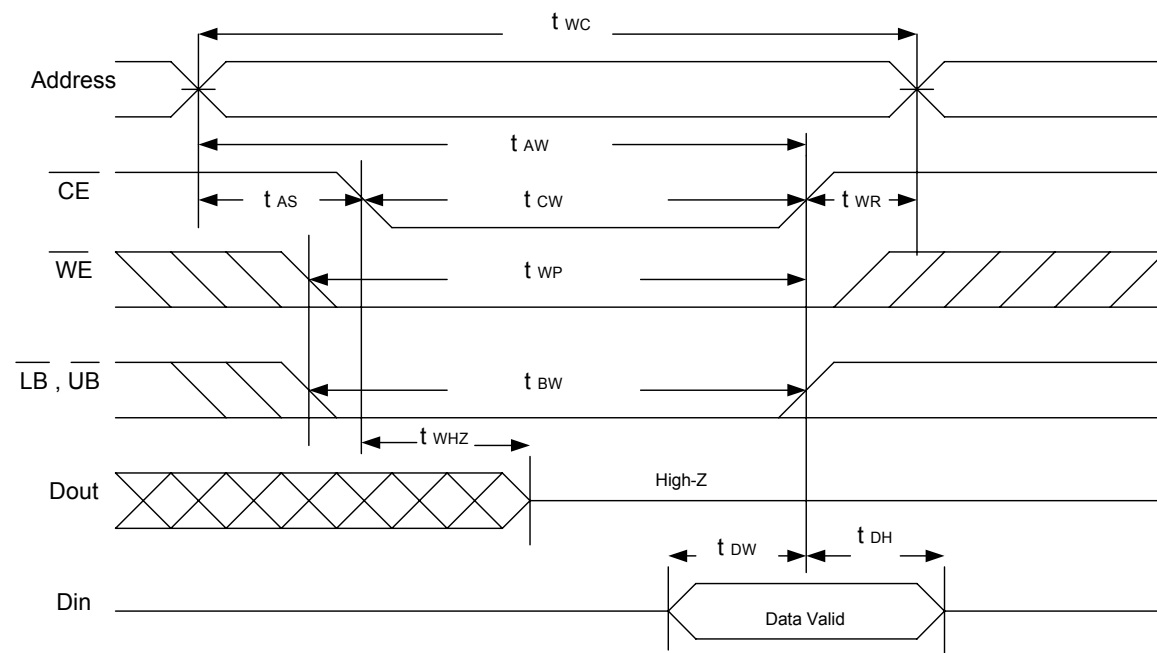 t WC
Address
t AW
CE
t AS
t CW
t WR
WE
t WP
LB , UB
t BW
t WHZ
Dout
High-Z
t DW
t DH
Din
Data Valid